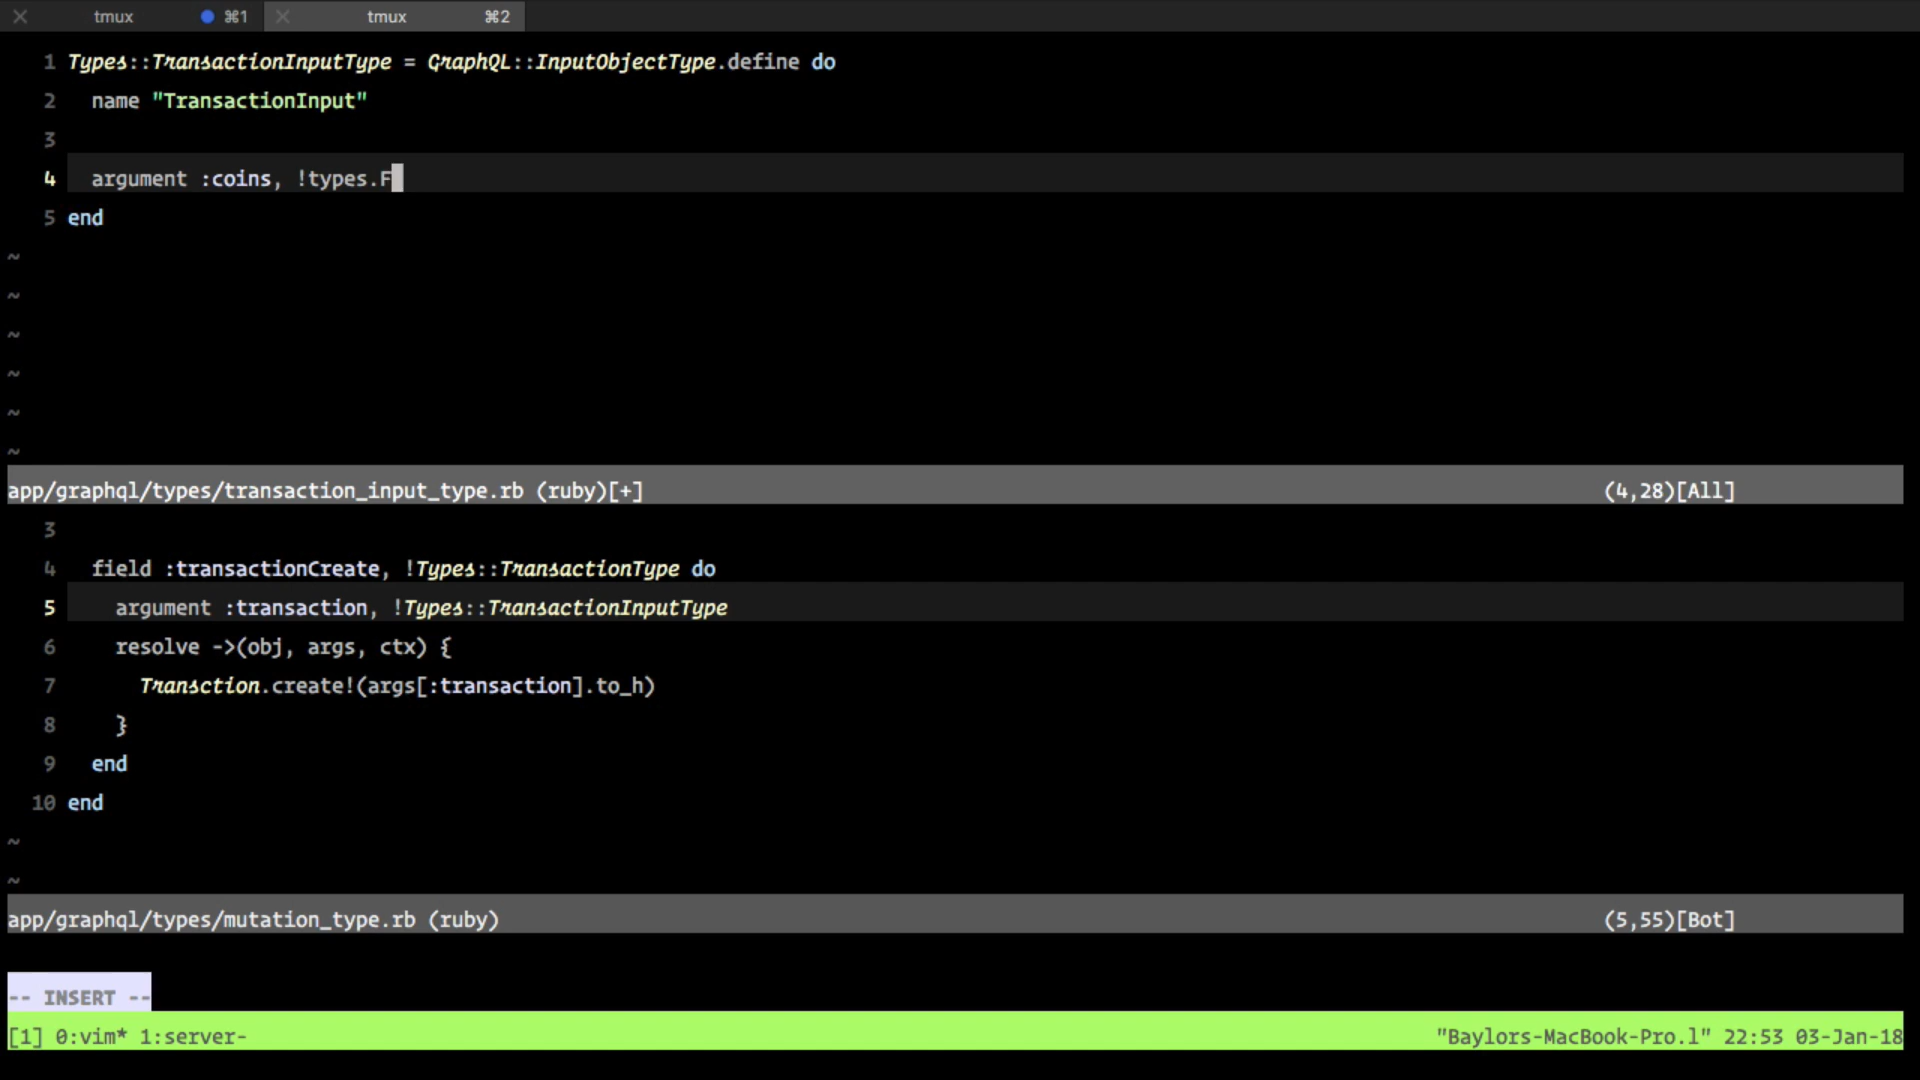 tmux ⌘1 tmux ⌘2
1 Types::TransactionInputType = GraphQL::InputObjectType.define do
2   name "TransactionInput"
3
4   argument :coins, !types.F
5 end
~
~
~
~
~
~
app/graphql/types/transaction_input_type.rb (ruby)[+] (4,28)[All]
3
4   field :transactionCreate, !Types::TransactionType do
5     argument :transaction, !Types::TransactionInputType
6     resolve ->(obj, args, ctx) {
7       Transction.create!(args[:transaction].to_h)
8     }
9   end
10 end
~
~
app/graphql/types/mutation_type.rb (ruby) (5,55)[Bot]
-- INSERT --
[1] 0:vim* 1:server- "Baylors-MacBook-Pro.l" 22:53 03-Jan-18